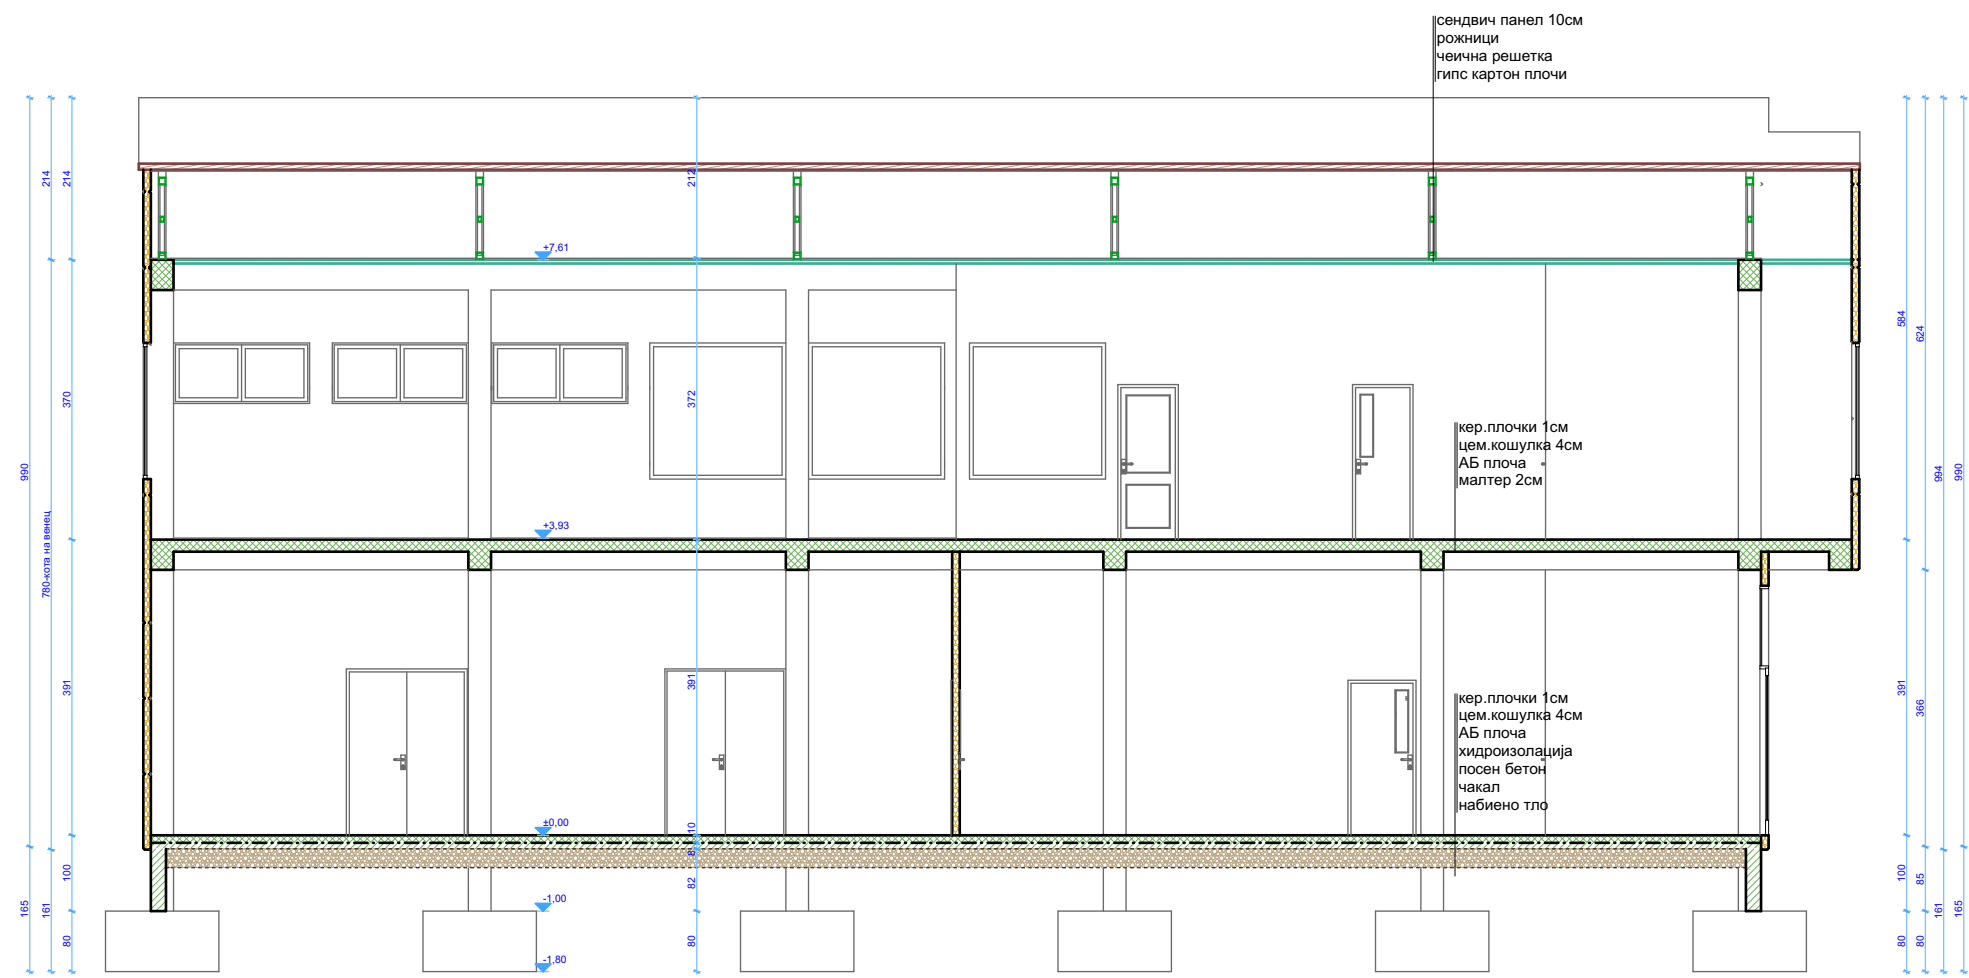 сендвич панел 10см
рожници
чеична решетка
гипс картон плочи
214
214
212
+7,61
584
624
370
372
кер.плочки 1см
цем.кошулка 4см
АБ плоча
малтер 2см
990
994
990
780-кота на венец
+3,93
391
391
391
366
кер.плочки 1см
цем.кошулка 4см
АБ плоча
хидроизолација
посен бетон
чакал
набиено тло
±0,00
10
8
100
82
100
85
-1,00
165
161
161
165
80
80
80
80
-1,80